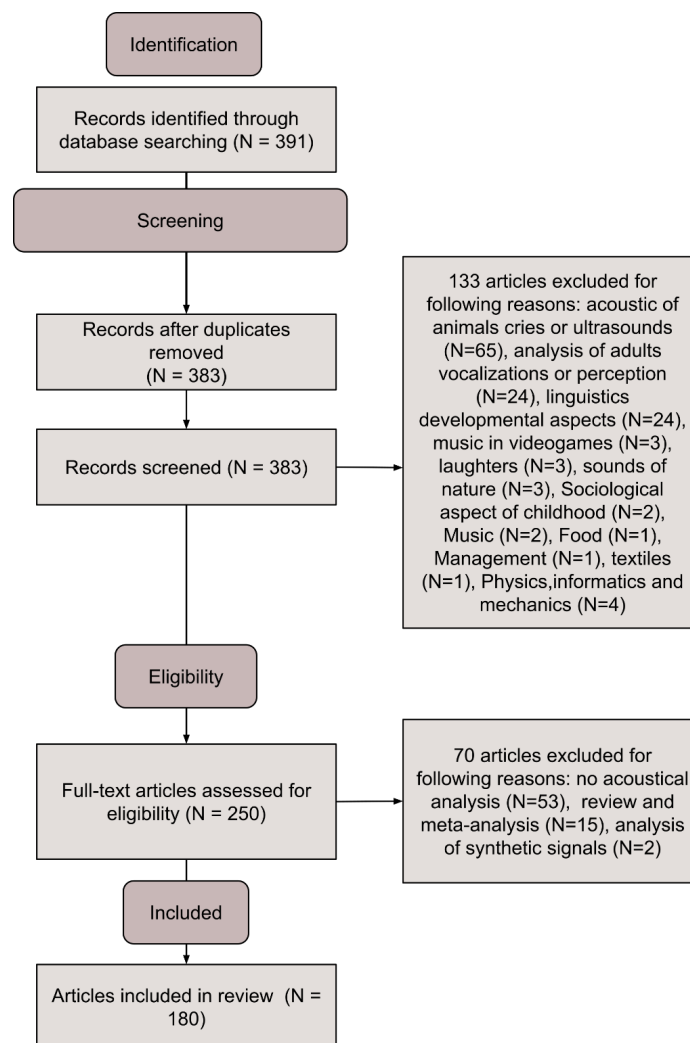 Identification
Records identified through
database searching (N = 391)
Screening
Records after duplicates
removed
(N = 383)
Records screened (N = 383)
133 articles excluded for
following reasons: acoustic of
animals cries or ultrasounds
(N=65), analysis of adults
vocalizations or perception
(N=24), linguistics
developmental aspects (N=24),
music in videogames (N=3),
laughters (N=3), sounds of
nature (N=3), Sociological
aspect of childhood (N=2),
Music (N=2), Food (N=1),
Management (N=1), textiles
(N=1), Physics,informatics and
mechanics (N=4)
Eligibility
Full-text articles assessed for
eligibility (N = 250)
70 articles excluded for
following reasons: no acoustical
analysis (N=53),  review and
meta-analysis (N=15), analysis
of synthetic signals (N=2)
Included
Articles included in review  (N =
180)